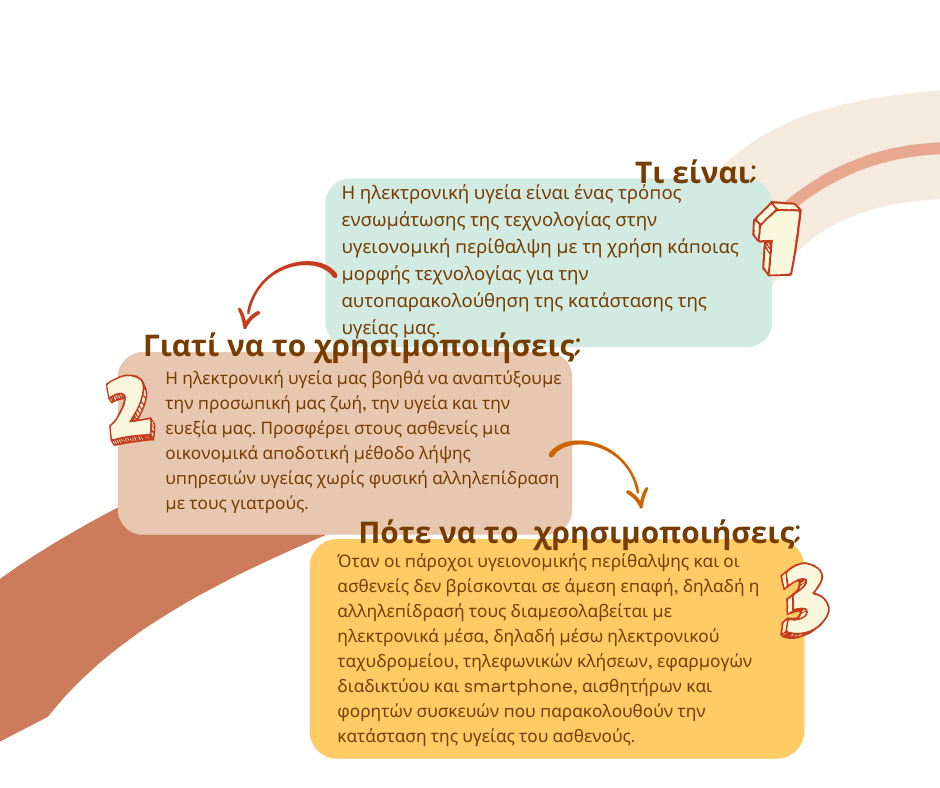 Τι είναι;
1
Η ηλεκτρονική υγεία είναι ένας τρόπος
ενσωμάτωσης της τεχνολογίας στην
υγειονομική περίθαλψη με τη χρήση κάποιας
μορφής τεχνολογίας για την
αυτοπαρακολούθηση της κατάστασης της
υγείας μας.
Γιατί να το χρησιμοποιήσεις;
2
Η ηλεκτρονική υγεία μας βοηθά να αναπτύξουμε
την προσωπική μας ζωή, την υγεία και την
ευεξία μας. Προσφέρει στους ασθενείς μια
οικονομικά αποδοτική μέθοδο λήψης
υπηρεσιών υγείας χωρίς φυσική αλληλεπίδραση
με τους γιατρούς.
Πότε να το χρησιμοποιήσεις;
3
Όταν οι πάροχοι υγειονομικής περίθαλψης και οι
ασθενείς δεν βρίσκονται σε άμεση επαφή, δηλαδή η
αλληλεπίδρασή τους διαμεσολαβείται με
ηλεκτρονικά μέσα, δηλαδή μέσω ηλεκτρονικού
ταχυδρομείου, τηλεφωνικών κλήσεων, εφαρμογών
διαδικτύου και smartphone, αισθητήρων και
φορητών συσκευών που παρακολουθούν την
κατάσταση της υγείας του ασθενούς.